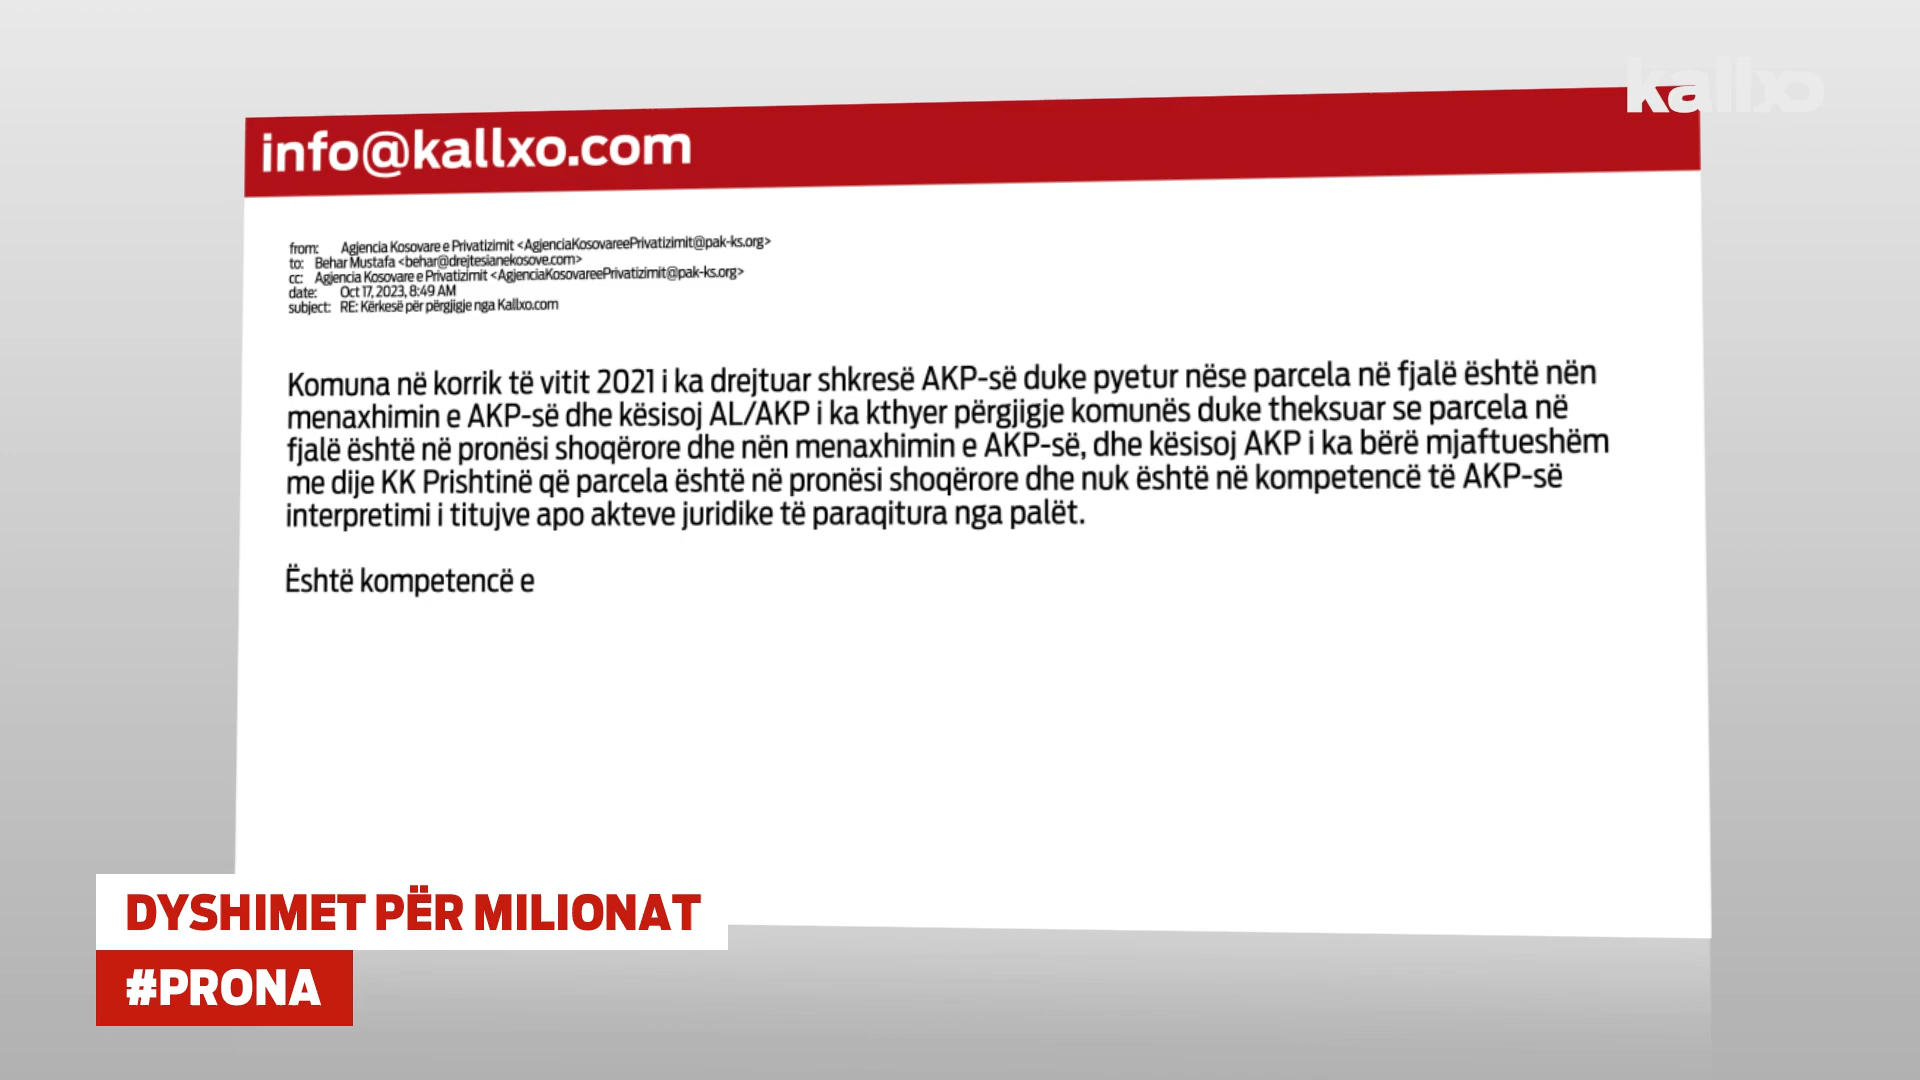 kallxo
info@kallxo.com
from: Agjencia Kosovare e Privatizimit <AgjenciaKosovareePrivatizimit@pak-ks.org>
to: Behar Mustafa <behar@drejtesianekosove.com>
cc: Agjencia Kosovare e Privatizimit <AgjenciaKosovareePrivatizimit@pak-ks.org>
date: Oct 17, 2023, 8:49 AM
subject: RE: Kërkesë për përgjigje nga Kallxo.com
Komuna në korrik të vitit 2021 i ka drejtuar shkresë AKP-së duke pyetur nëse parcela në fjalë është nën
menaxhimin e AKP-së dhe kësisoj AL/AKP i ka kthyer përgjigje komunës duke theksuar se parcela në
fjalë është në pronësi shoqërore dhe nën menaxhimin e AKP-së, dhe kësisoj AKP i ka bërë mjaftueshëm
me dije KK Prishtinë që parcela është në pronësi shoqërore dhe nuk është në kompetencë të AKP-së
interpretimi i titujve apo akteve juridike të paraqitura nga palët.
Është kompetencë e
DYSHIMET PËR MILIONAT
#PRONA